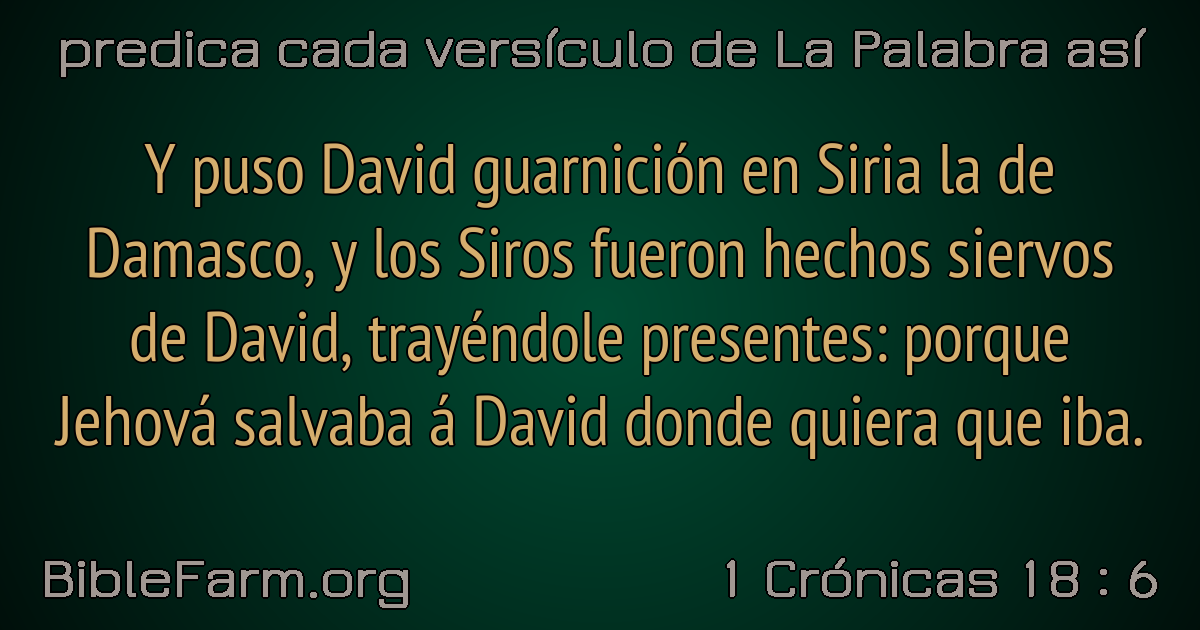 predica cada versículo de La Palabra así
Y puso David guarnición en Siria la de
Damasco, y los Siros fueron hechos siervos
de David, trayéndole presentes: porque
Jehová salvaba á David donde quiera que iba.
BibleFarm.org
1 Crónicas 18 : 6